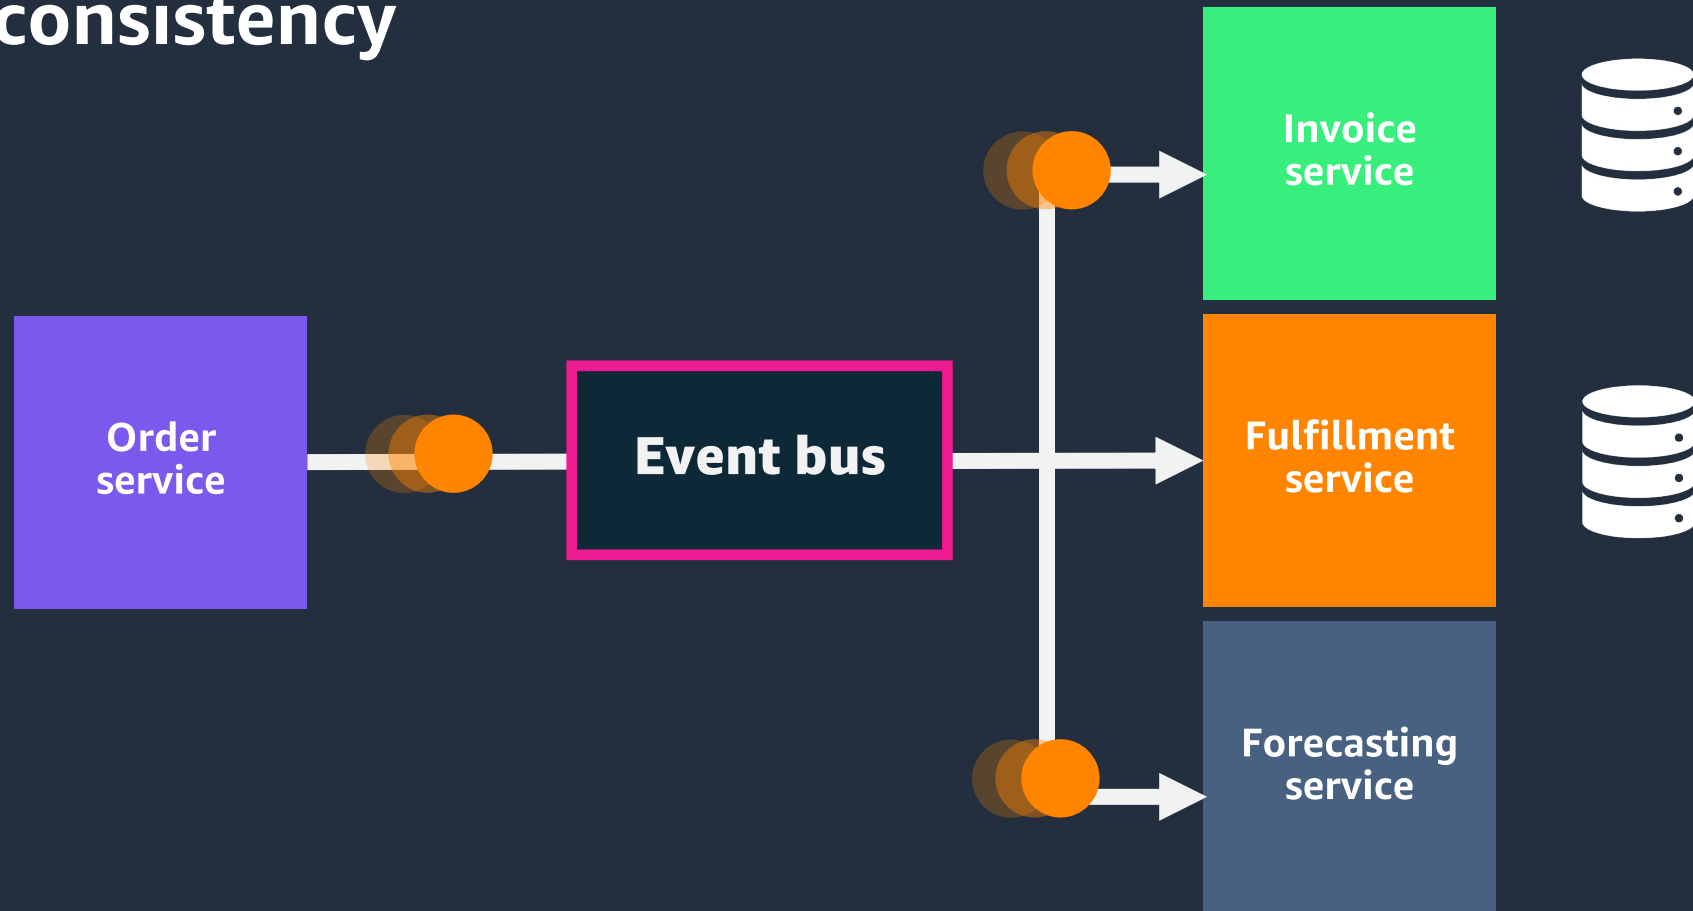 consistency
Invoice
service
Order
service
Event bus
Fulfillment
service
Forecasting
service